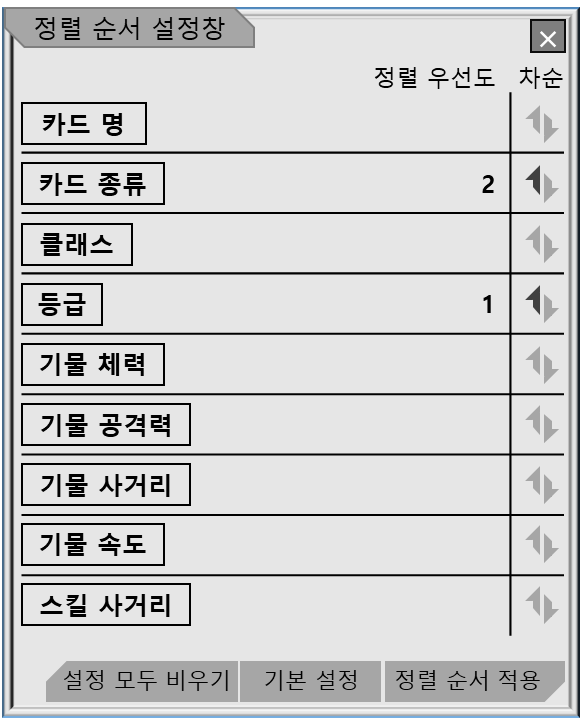 정렬 순서 설정창
정렬 우선도 차순
카드 명
카드 종류 2
클래스
등급 1
기물 체력
기물 공격력
기물 사거리
기물 속도
스킬 사거리
설정 모두 비우기 기본 설정 정렬 순서 적용